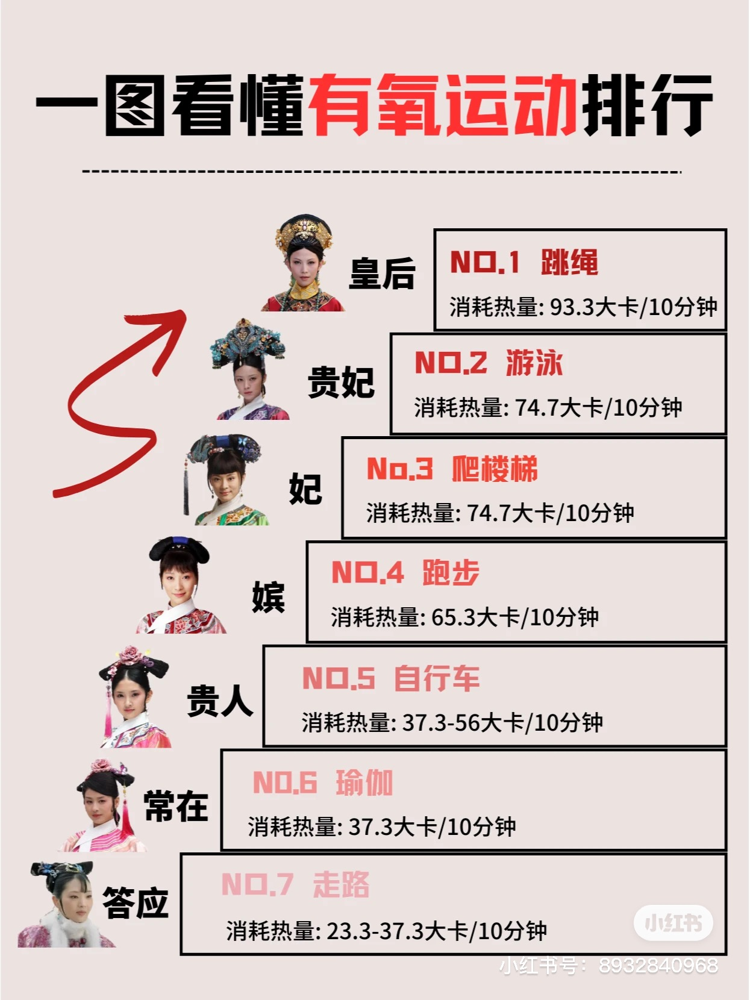 一图看懂有氧运动排行
皇后
NO.1 跳绳
消耗热量: 93.3大卡/10分钟
贵妃
NO.2 游泳
消耗热量: 74.7大卡/10分钟
妃
No.3 爬楼梯
消耗热量: 74.7大卡/10分钟
嫔
NO.4 跑步
消耗热量: 65.3大卡/10分钟
贵人
NO.5 自行车
消耗热量: 37.3-56大卡/10分钟
常在
NO.6 瑜伽
消耗热量: 37.3大卡/10分钟
答应
NO.7 走路
消耗热量: 23.3-37.3大卡/10分钟
小红书
小红书号: 8932840968